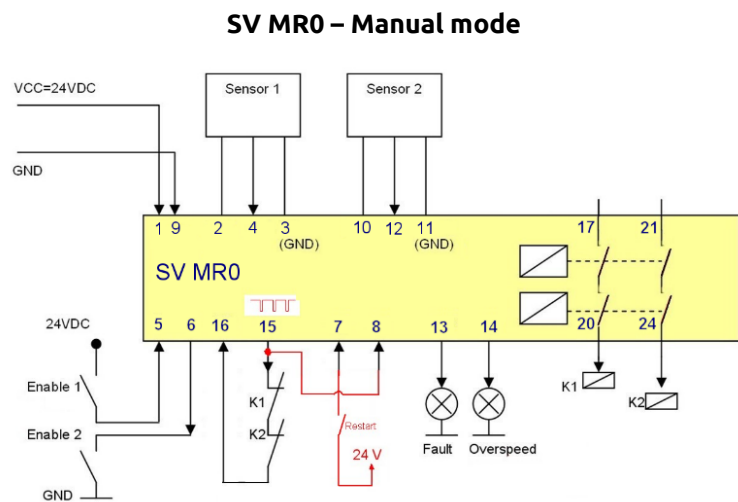 SV MR0 – Manual mode
VCC=24VDC
GND
Sensor 1
Sensor 2
1 9 2 4 3 10 12 11 17 21
(GND) (GND)
SV MR0
24VDC
5 6 16 15 7 8 13 14 20 24
Enable 1
Enable 2
GND
K1
K2
Restart
24 V
Fault Overspeed
K1
K2